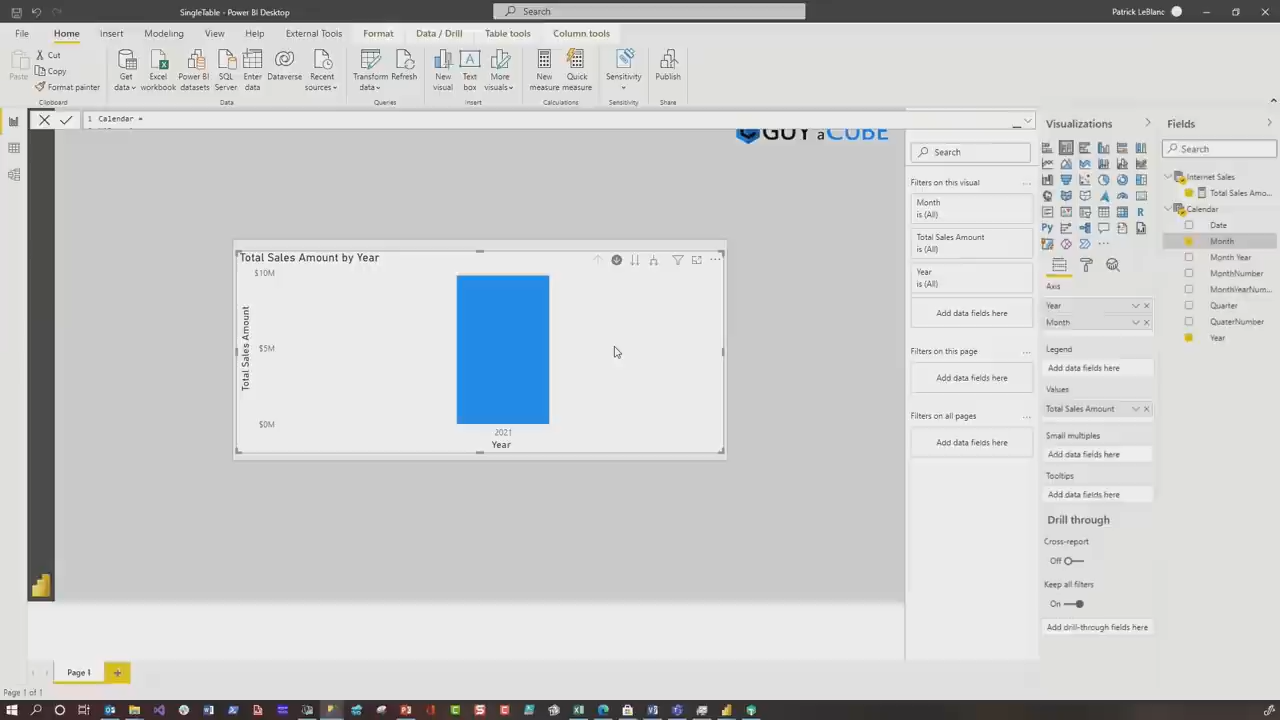 SingleTable - Power BI Desktop
Search
Patrick LeBlanc
File
Home
Insert
Modeling
View
Help
External Tools
Format
Data / Drill
Table tools
Column tools
Paste
Cut
Copy
Format painter
Get data
Excel workbook
Power BI datasets
SQL Server
Enter data
Dataverse
Recent sources
Transform data
Refresh
New visual
Text box
More visuals
New measure
Quick measure
Sensitivity
Publish
Clipboard
Data
Queries
Insert
Calculations
Sensitivity
Share
1 Calendar =
GUY aCUBE
Total Sales Amount by Year
$10M
$5M
$0M
Total Sales Amount
2021
Year
Search
Filters on this visual
Month
is (All)
Total Sales Amount
is (All)
Year
is (All)
Add data fields here
Filters on this page
Add data fields here
Filters on all pages
Add data fields here
Visualizations
R
Py
Axis
Year
Month
Legend
Add data fields here
Values
Total Sales Amount
Small multiples
Add data fields here
Tooltips
Add data fields here
Drill through
Cross-report
Off
Keep all filters
On
Add drill-through fields here
Fields
Search
Internet Sales
Total Sales Amo...
Calendar
Date
Month
Month Year
MonthNumber
MonthYearNum...
Quarter
QuaterNumber
Year
Page 1
Page 1 of 1